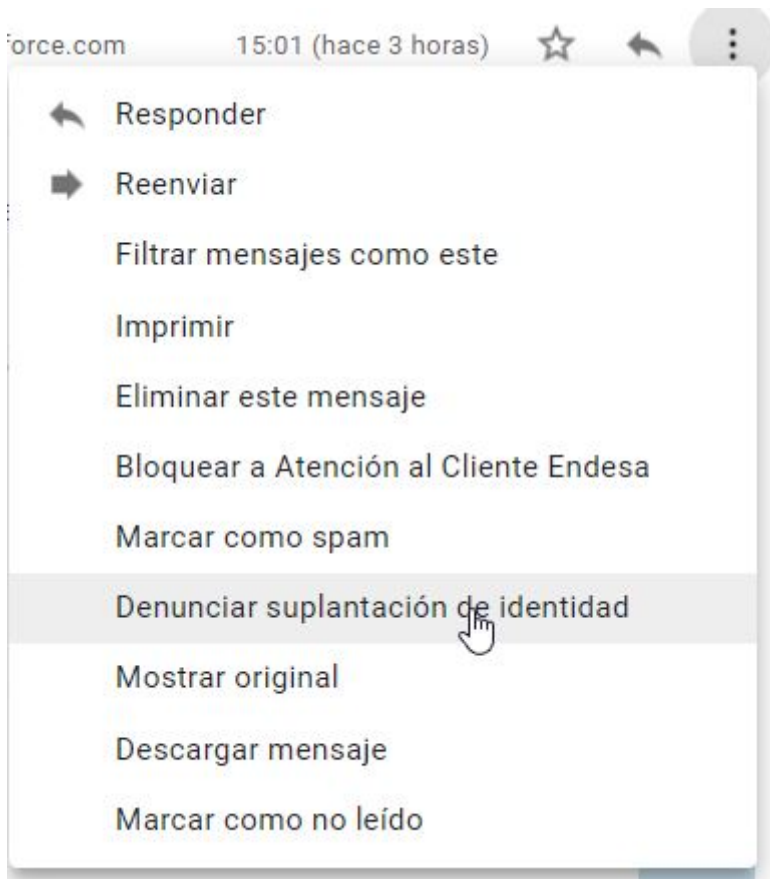 force.com 15:01 (hace 3 horas)
Responder
Reenviar
Filtrar mensajes como este
Imprimir
Eliminar este mensaje
Bloquear a Atención al Cliente Endesa
Marcar como spam
Denunciar suplantación de identidad
Mostrar original
Descargar mensaje
Marcar como no leído